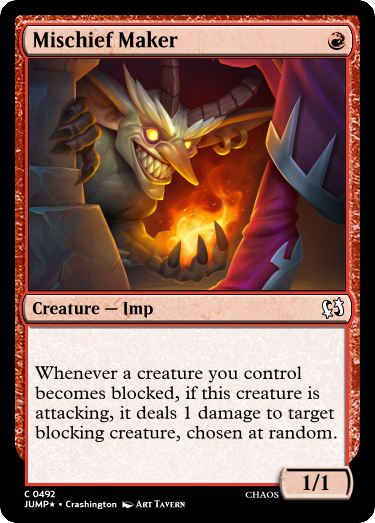 Mischief Maker
Creature — Imp
Whenever a creature you control
becomes blocked, if this creature is
attacking, it deals 1 damage to target
blocking creature, chosen at random.
1/1
C 0492
CHAOS
JUMP★ • Crashington Art Tavern